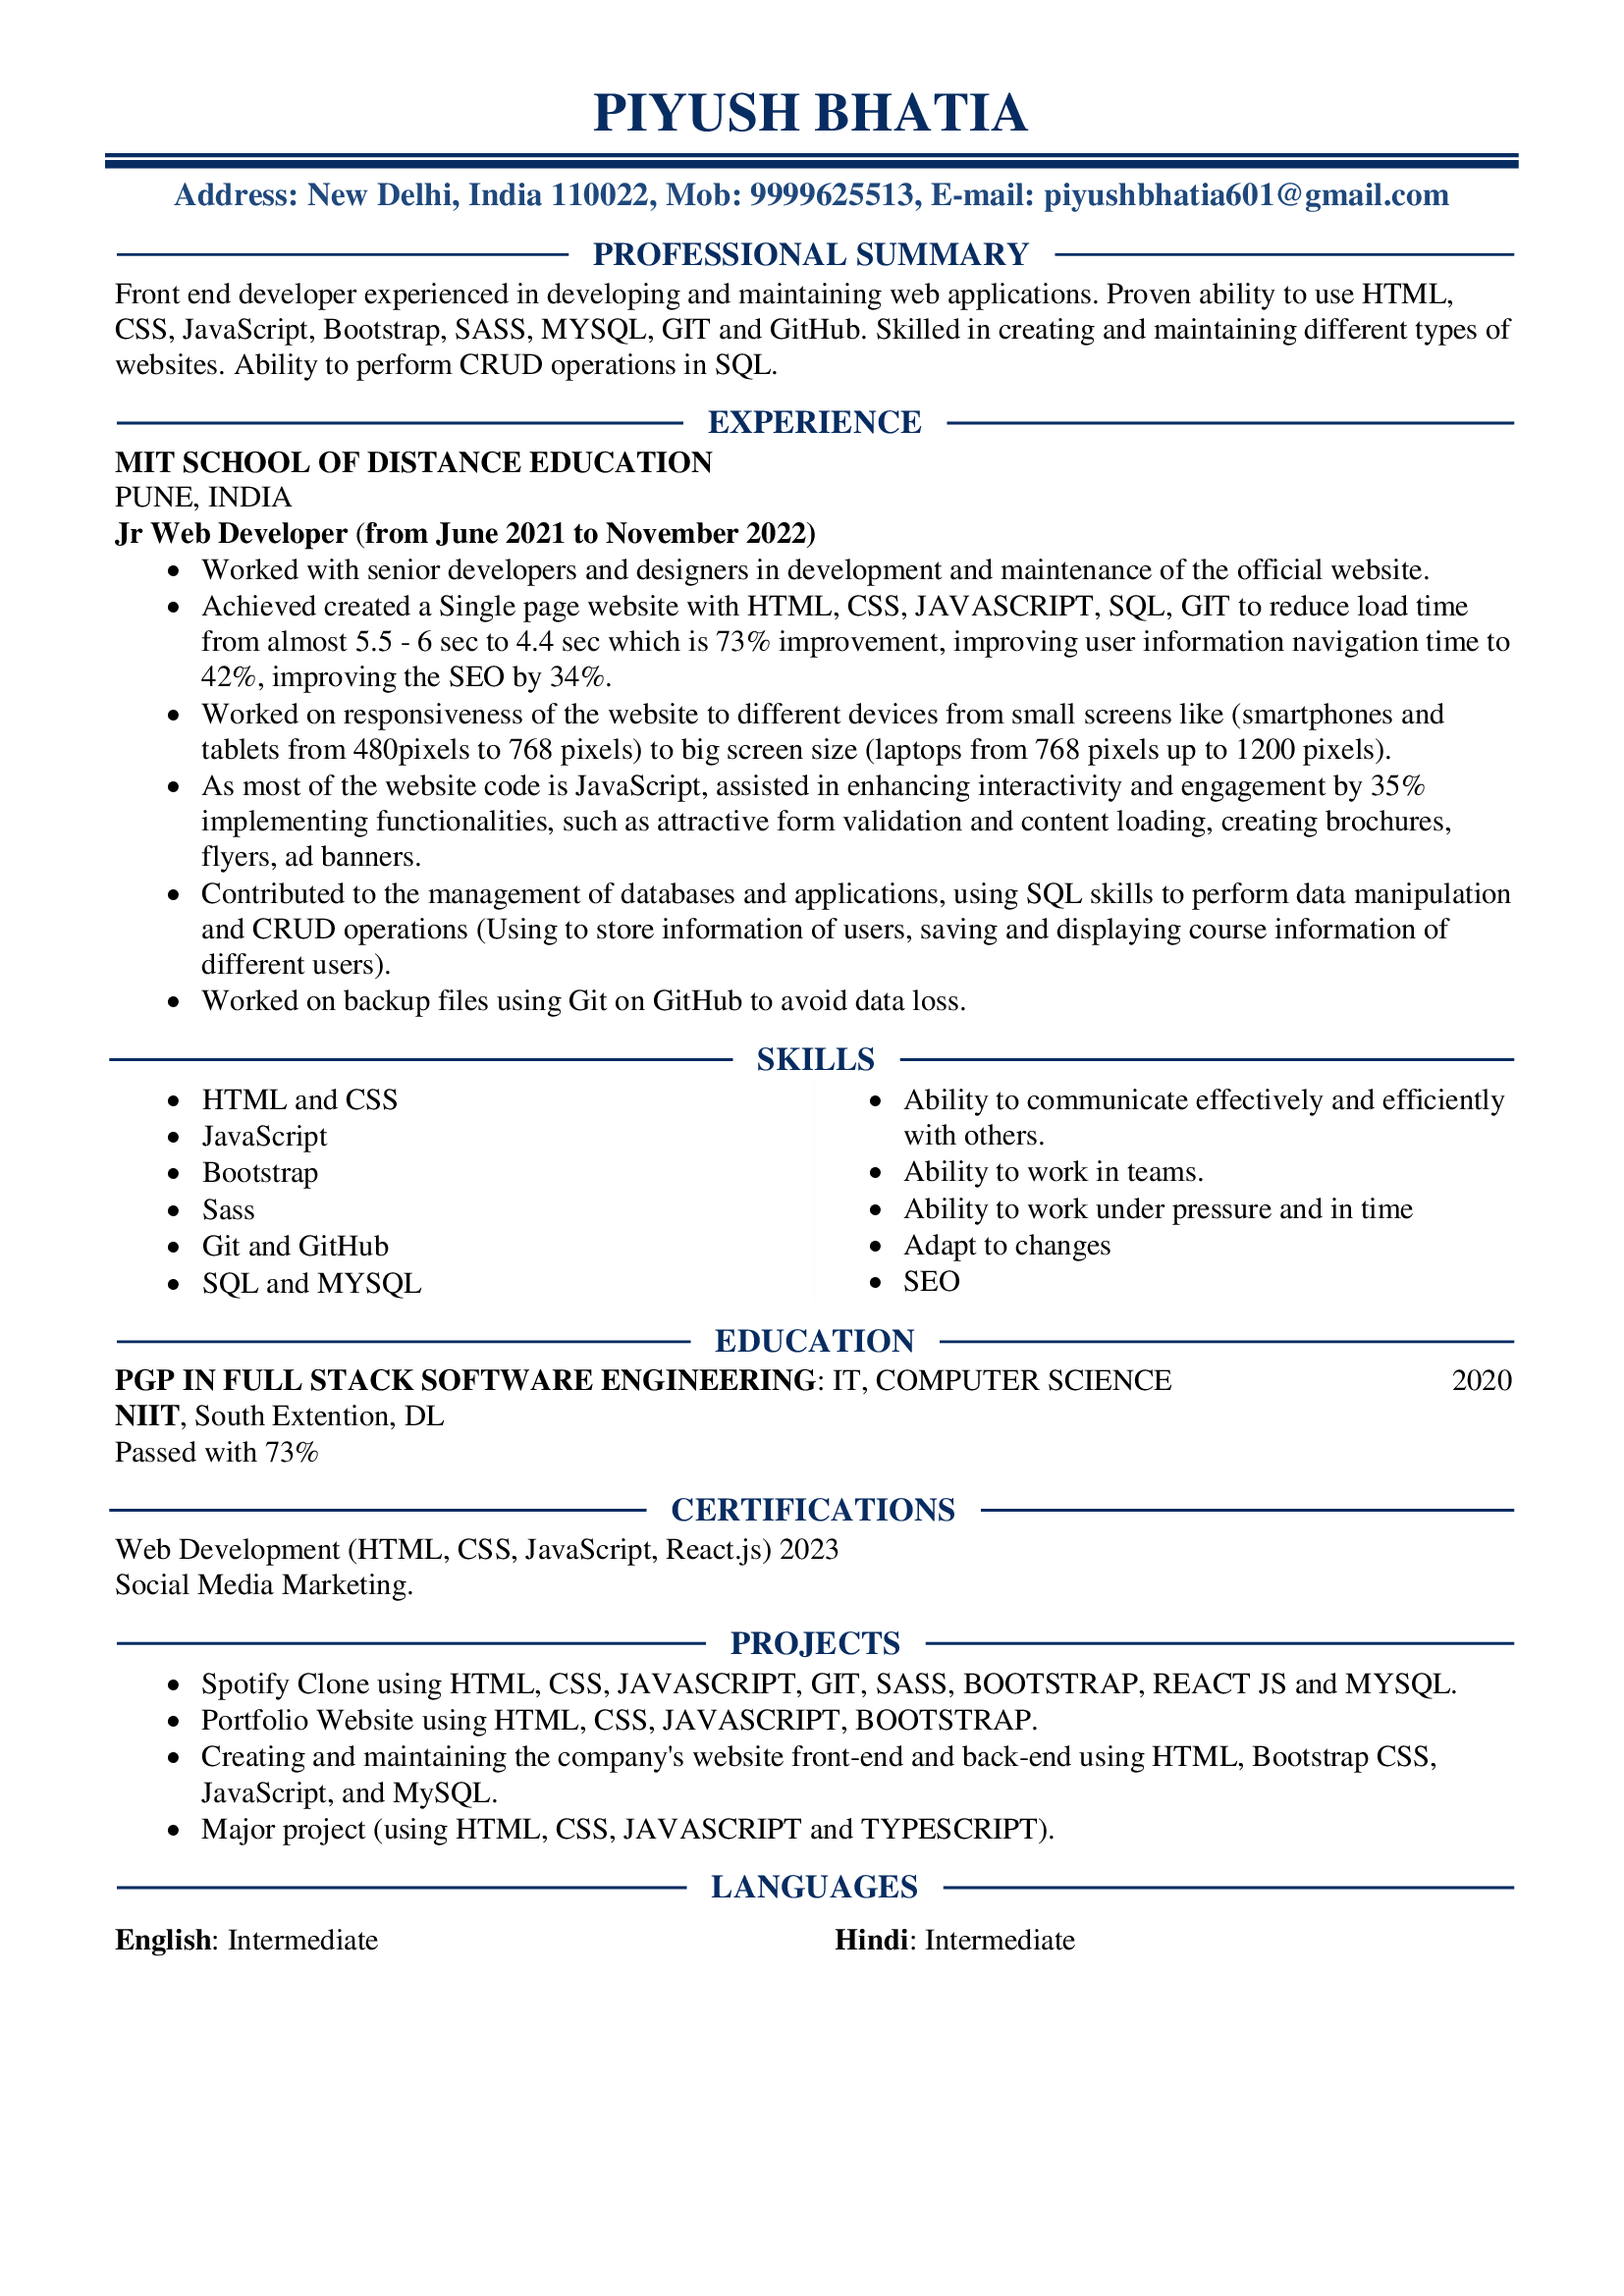 PIYUSH BHATIA
Address: New Delhi, India 110022, Mob: 9999625513, E-mail: piyushbhatia601@gmail.com
PROFESSIONAL SUMMARY
Front end developer experienced in developing and maintaining web applications. Proven ability to use HTML,
CSS, JavaScript, Bootstrap, SASS, MYSQL, GIT and GitHub. Skilled in creating and maintaining different types of
websites. Ability to perform CRUD operations in SQL.
EXPERIENCE
MIT SCHOOL OF DISTANCE EDUCATION
PUNE, INDIA
Jr Web Developer (from June 2021 to November 2022)
• Worked with senior developers and designers in development and maintenance of the official website.
• Achieved created a Single page website with HTML, CSS, JAVASCRIPT, SQL, GIT to reduce load time
from almost 5.5 - 6 sec to 4.4 sec which is 73% improvement, improving user information navigation time to
42%, improving the SEO by 34%.
• Worked on responsiveness of the website to different devices from small screens like (smartphones and
tablets from 480pixels to 768 pixels) to big screen size (laptops from 768 pixels up to 1200 pixels).
• As most of the website code is JavaScript, assisted in enhancing interactivity and engagement by 35%
implementing functionalities, such as attractive form validation and content loading, creating brochures,
flyers, ad banners.
• Contributed to the management of databases and applications, using SQL skills to perform data manipulation
and CRUD operations (Using to store information of users, saving and displaying course information of
different users).
• Worked on backup files using Git on GitHub to avoid data loss.
SKILLS
• HTML and CSS
• JavaScript
• Bootstrap
• Sass
• Git and GitHub
• SQL and MYSQL
• Ability to communicate effectively and efficiently
with others.
• Ability to work in teams.
• Ability to work under pressure and in time
• Adapt to changes
• SEO
EDUCATION
PGP IN FULL STACK SOFTWARE ENGINEERING: IT, COMPUTER SCIENCE 2020
NIIT, South Extention, DL
Passed with 73%
CERTIFICATIONS
Web Development (HTML, CSS, JavaScript, React.js) 2023
Social Media Marketing.
PROJECTS
• Spotify Clone using HTML, CSS, JAVASCRIPT, GIT, SASS, BOOTSTRAP, REACT JS and MYSQL.
• Portfolio Website using HTML, CSS, JAVASCRIPT, BOOTSTRAP.
• Creating and maintaining the company's website front-end and back-end using HTML, Bootstrap CSS,
JavaScript, and MySQL.
• Major project (using HTML, CSS, JAVASCRIPT and TYPESCRIPT).
LANGUAGES
English: Intermediate Hindi: Intermediate